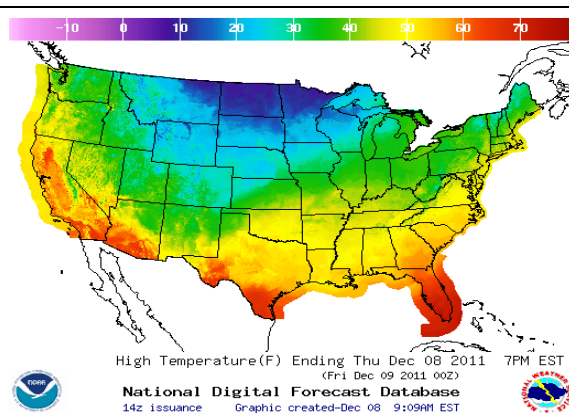 -10 0 10 20 30 40 50 60 70
High Temperature(F) Ending Thu Dec 08 2011 7PM EST
(Fri Dec 09 2011 00Z)
National Digital Forecast Database
14z issuance Graphic created-Dec 08 9:09AM EST
NOAA